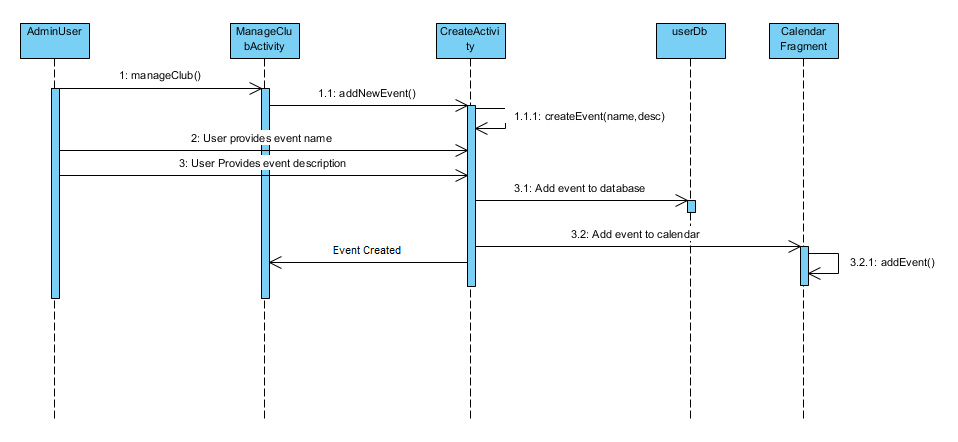 AdminUser
ManageClu
bActivity
CreateActivi
ty
userDb
Calendar
Fragment
1: manageClub()
1.1: addNewEvent()
1.1.1: createEvent(name,desc)
2: User provides event name
3: User Provides event description
3.1: Add event to database
3.2: Add event to calendar
Event Created
3.2.1: addEvent()